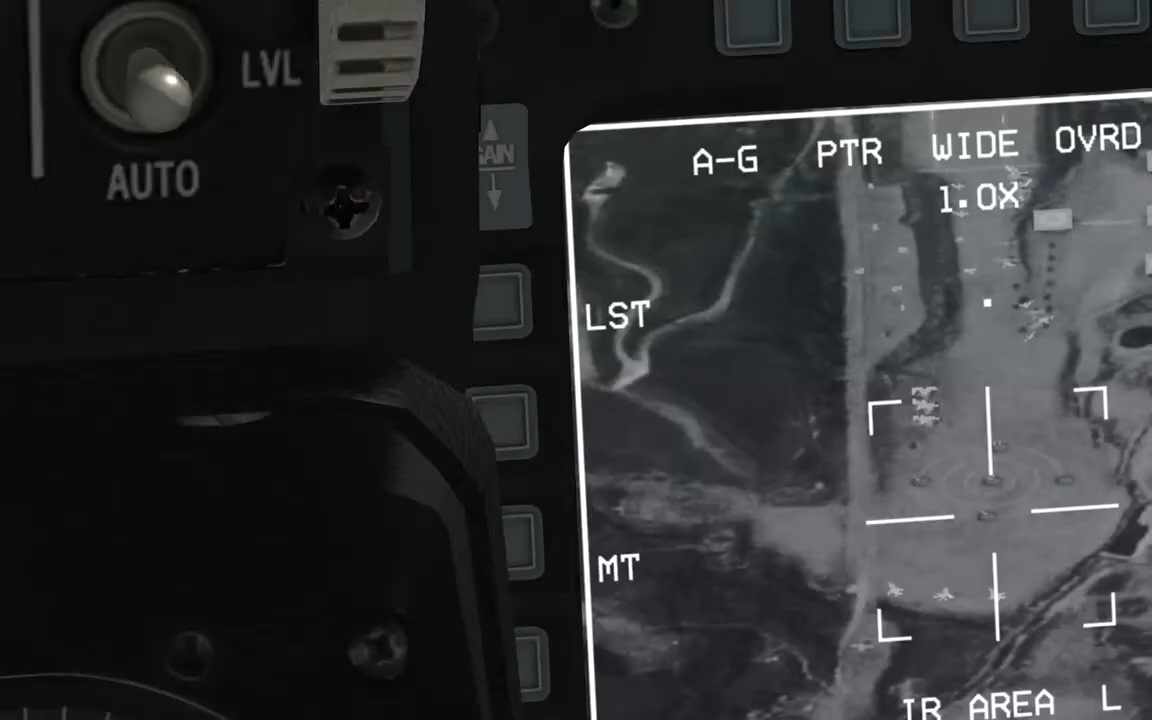 LVL
AUTO
GAIN
A-G PTR WIDE OVRD
1.0X
LST
MT
IR AREA L